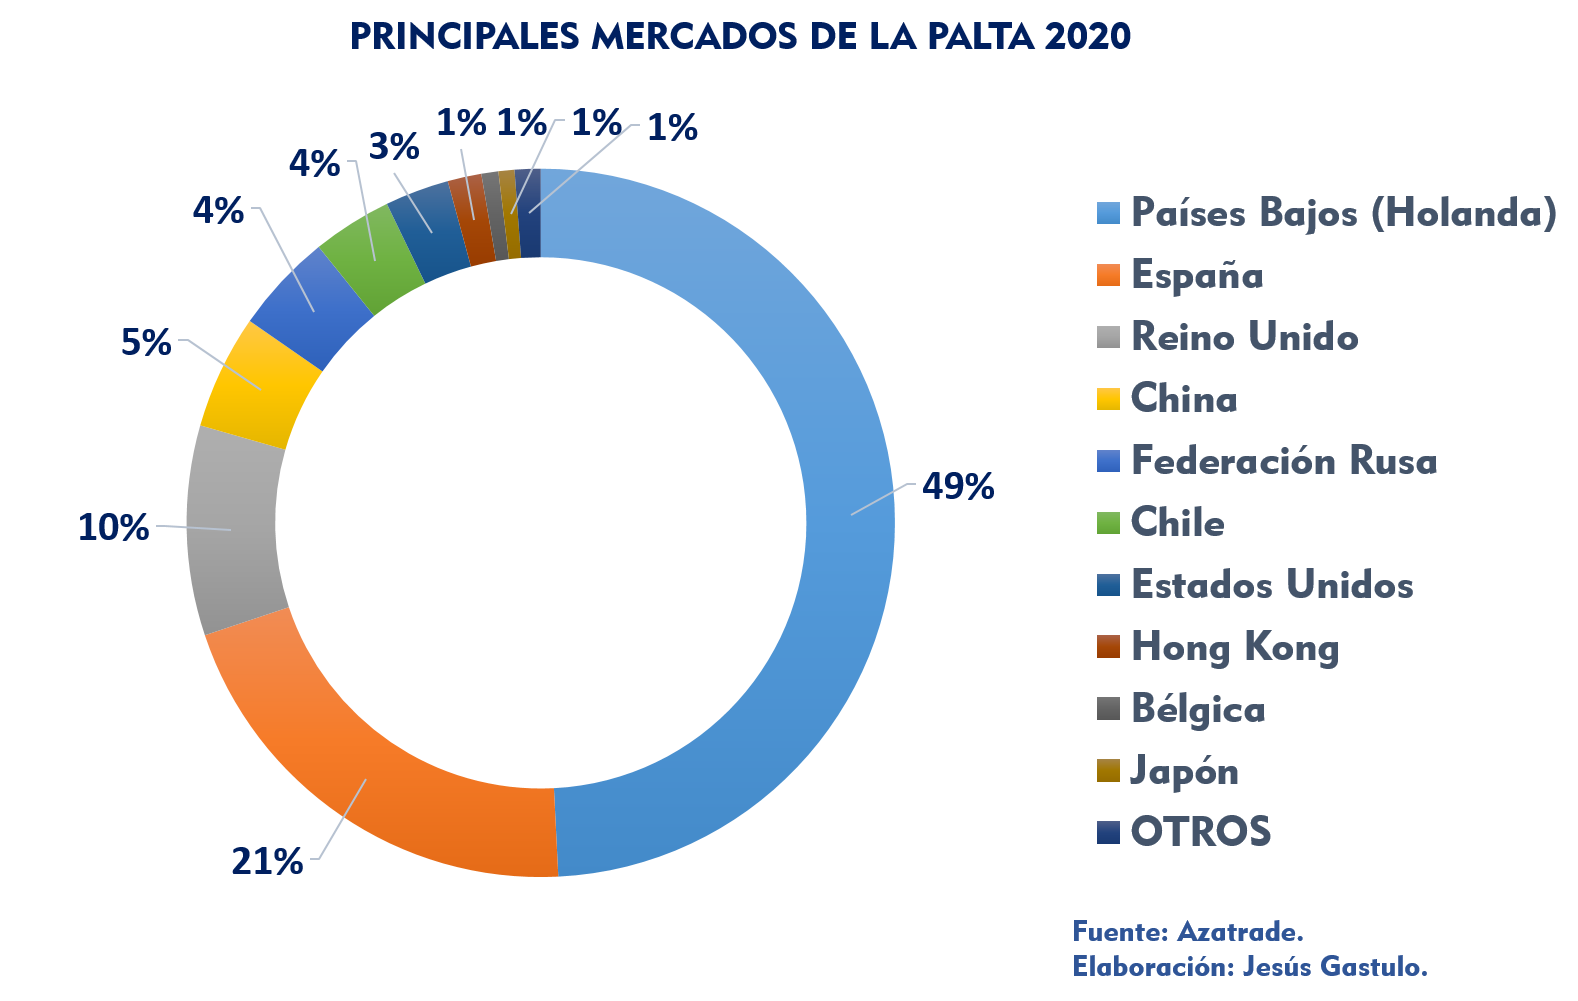 PRINCIPALES MERCADOS DE LA PALTA 2020
1% 1% 1% 1%
3%
4%
4%
5%
49%
10%
21%
Países Bajos (Holanda)
España
Reino Unido
China
Federación Rusa
Chile
Estados Unidos
Hong Kong
Bélgica
Japón
OTROS
Fuente: Azatrade.
Elaboración: Jesús Gastulo.